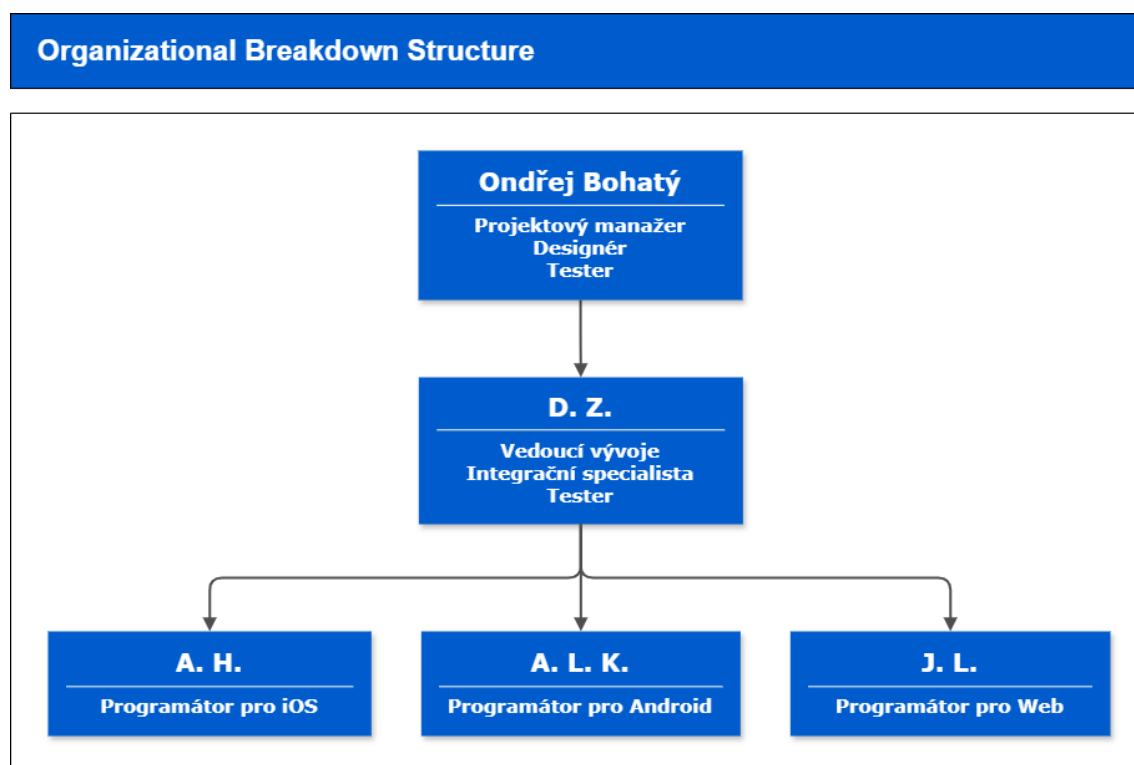 Organizational Breakdown Structure
Ondřej Bohatý
Projektový manažer
Designér
Tester
D. Z.
Vedoucí vývoje
Integrační specialista
Tester
A. H.
Programátor pro iOS
A. L. K.
Programátor pro Android
J. L.
Programátor pro Web